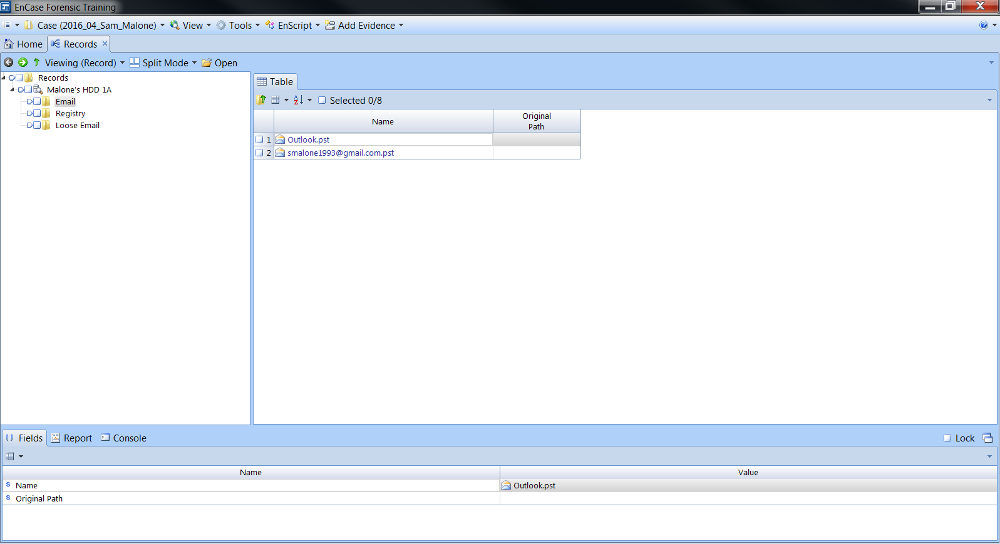 EnCase Forensic Training
Case (2016_04_Sam_Malone) View Tools EnScript Add Evidence
Home Records
Viewing (Record) Split Mode Open
Records
Malone's HDD 1A
Email
Registry
Loose Email
Table
Selected 0/8
Name Original Path
1 Outlook.pst
2 smalone1993@gmail.com.pst
Fields Report Console Lock
Name Value
Name Outlook.pst
Original Path